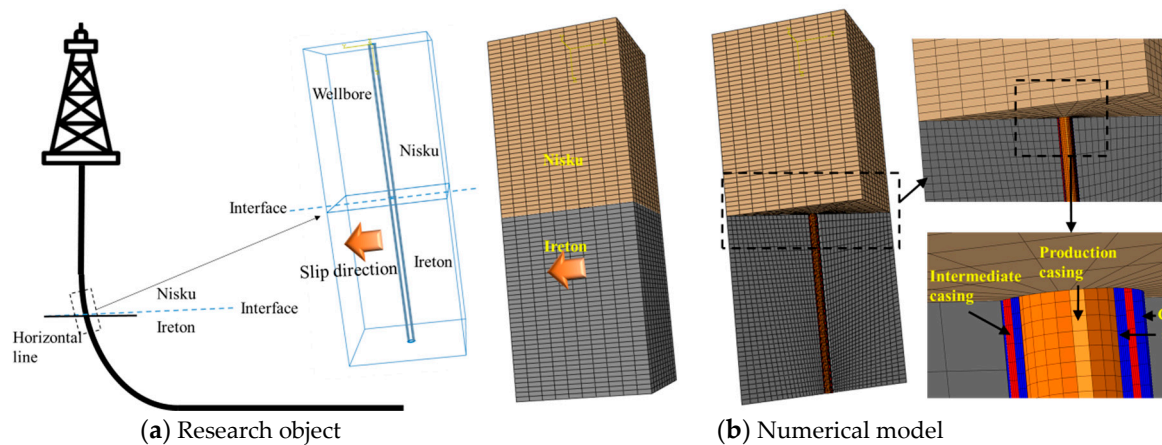 Wellbore
Nisku
Interface
Slip direction
Ireton
Nisku
Interface
Ireton
Horizontal
line
Nisku
Ireton
Production
casing
Intermediate
casing
(a) Research object
(b) Numerical model